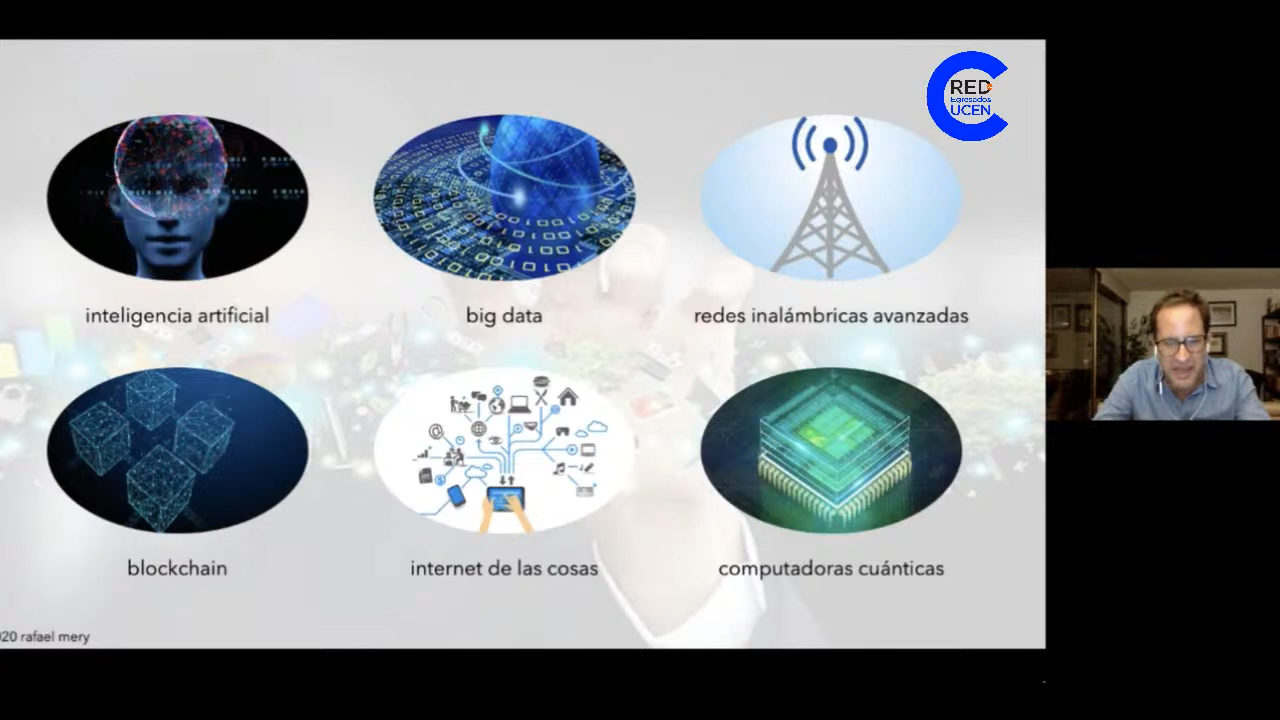 RED
Egresados
UCEN
inteligencia artificial
big data
redes inalámbricas avanzadas
blockchain
internet de las cosas
computadoras cuánticas
20 rafael mery